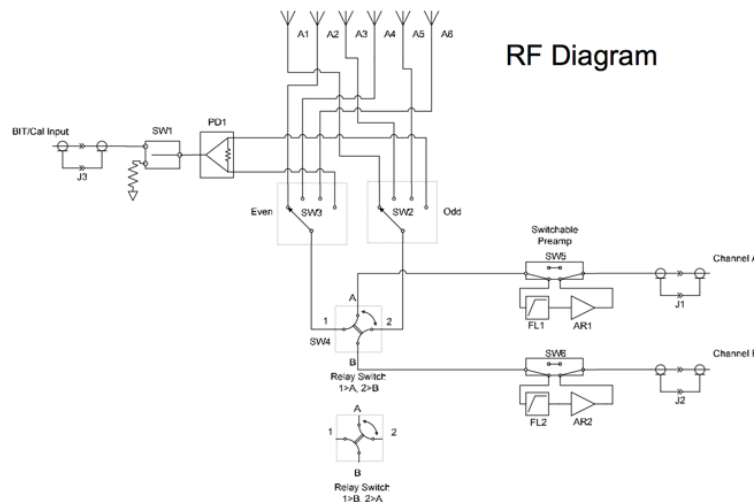 A1 A2 A3 A4 A5 A6
RF Diagram
BIT/Cal Input
SW1
PD1
J3
Even
SW3
SW2
Odd
Switchable
Preamp
SW5
Channel A
FL1
AR1
J1
A
1
2
SW4
B
Relay Switch
1>A, 2>B
SW6
Channel
FL2
AR2
J2
A
1
2
B
Relay Switch
1>B, 2>A